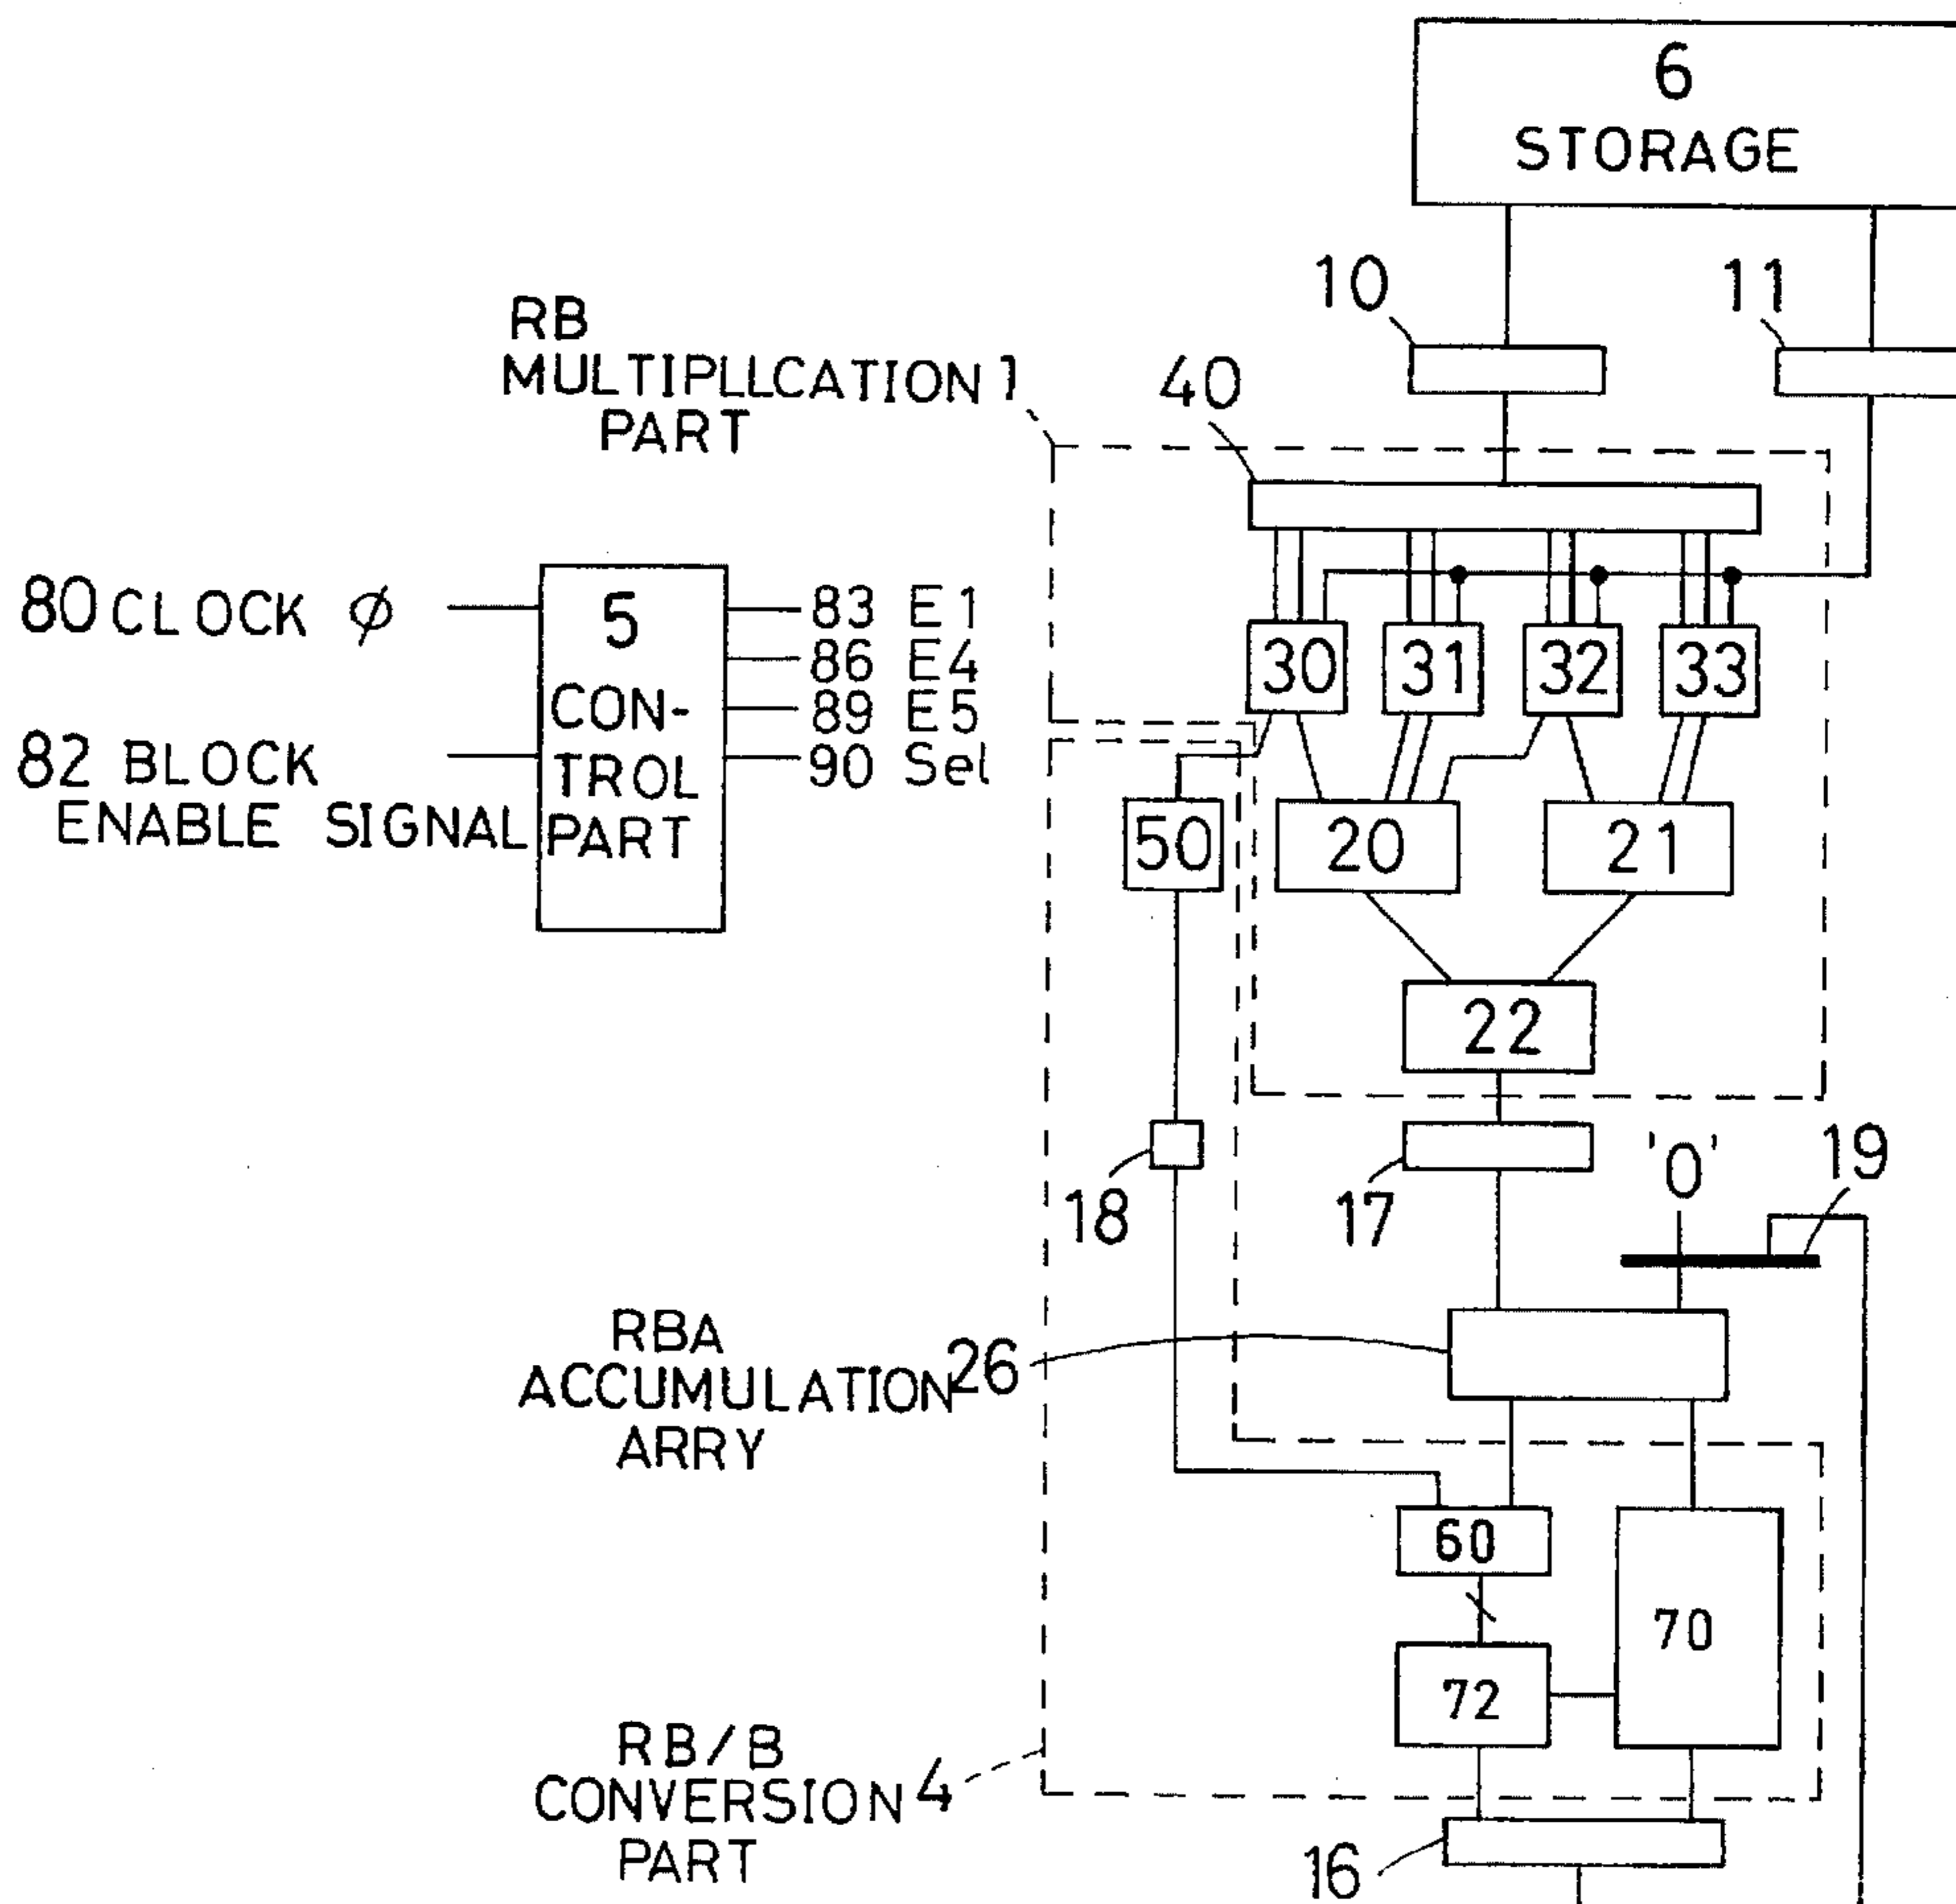 6
STORAGE
10
11
RB
MULTIPLLCATION 1
PART
40
80 CLOCK ϕ
82 BLOCK
ENABLE SIGNAL
5
CON-
TROL
PART
83 E1
86 E4
89 E5
90 Sel
30
31
32
33
50
20
21
22
18
17
'0'
19
RBA
ACCUMULATION 26
ARRY
60
70
72
RB/B
CONVERSION 4
PART
16